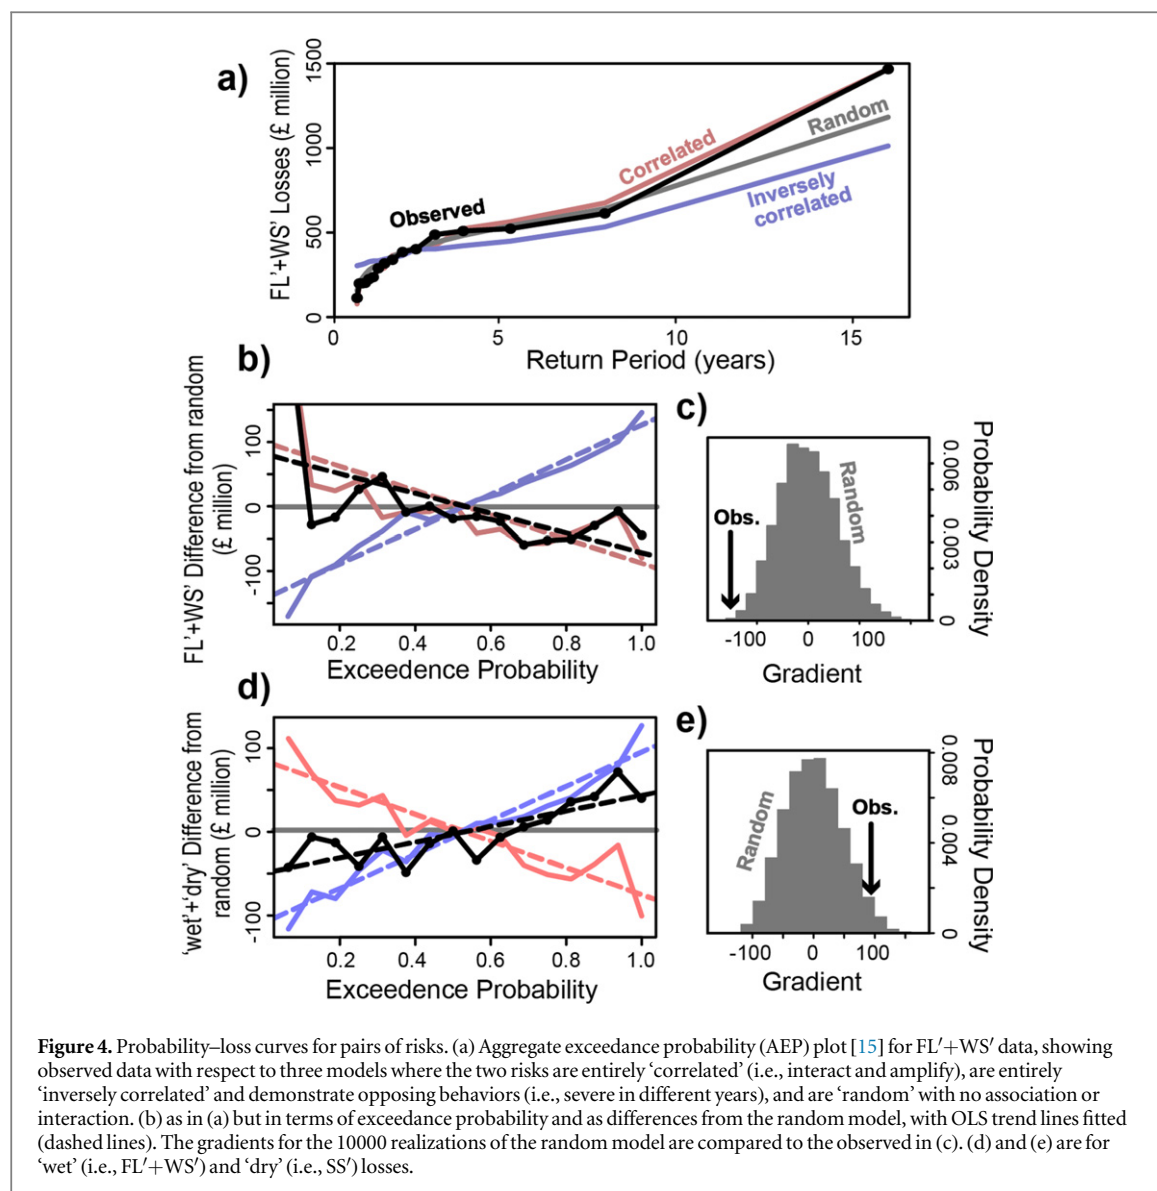 a)
FL'+WS' Losses (£ million)
1500
1000
500
0
Observed
Correlated
Random
Inversely
correlated
0
5
10
15
Return Period (years)
b)
FL'+WS' Difference from random
(£ million)
100
0
-100
0.2
0.4
0.6
0.8
1.0
Exceedence Probability
c)
Obs.
Random
Probability Density
0.006
0.003
0
-100
0
100
Gradient
d)
'wet'+'dry' Difference from
random (£ million)
100
0
-100
0.2
0.4
0.6
0.8
1.0
Exceedence Probability
e)
Random
Obs.
Probability Density
0.008
0.004
0
-100
0
100
Gradient
Figure 4. Probability–loss curves for pairs of risks. (a) Aggregate exceedance probability (AEP) plot [15] for FL′+WS′ data, showing
observed data with respect to three models where the two risks are entirely ‘correlated’ (i.e., interact and amplify), are entirely
‘inversely correlated’ and demonstrate opposing behaviors (i.e., severe in different years), and are ‘random’ with no association or
interaction. (b) as in (a) but in terms of exceedance probability and as differences from the random model, with OLS trend lines fitted
(dashed lines). The gradients for the 10000 realizations of the random model are compared to the observed in (c). (d) and (e) are for
‘wet’ (i.e., FL′+WS′) and ‘dry’ (i.e., SS′) losses.